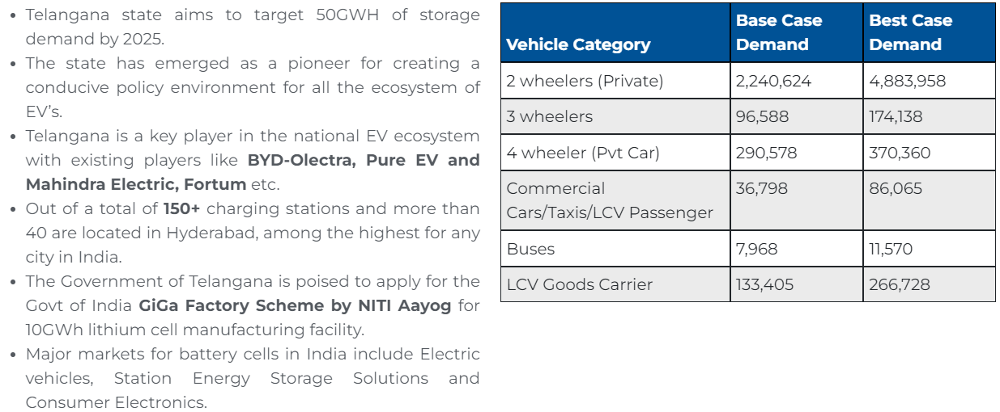 Telangana state aims to target 50GWH of storage
demand by 2025.
The state has emerged as a pioneer for creating a
conducive policy environment for all the ecosystem of
EV's.
Telangana is a key player in the national EV ecosystem
with existing players like BYD-Olectra, Pure EV and
Mahindra Electric, Fortum etc.
Out of a total of 150+ charging stations and more than
40 are located in Hyderabad, among the highest for any
city in India.
The Government of Telangana is poised to apply for the
Govt of India GiGa Factory Scheme by NITI Aayog for
10GWh lithium cell manufacturing facility.
Major markets for battery cells in India include Electric
vehicles, Station Energy Storage Solutions and
Consumer Electronics.
Vehicle Category Base Case Demand Best Case Demand
2 wheelers (Private) 2,240,624 4,883,958
3 wheelers 96,588 174,138
4 wheeler (Pvt Car) 290,578 370,360
Commercial
Cars/Taxis/LCV Passenger 36,798 86,065
Buses 7,968 11,570
LCV Goods Carrier 133,405 266,728